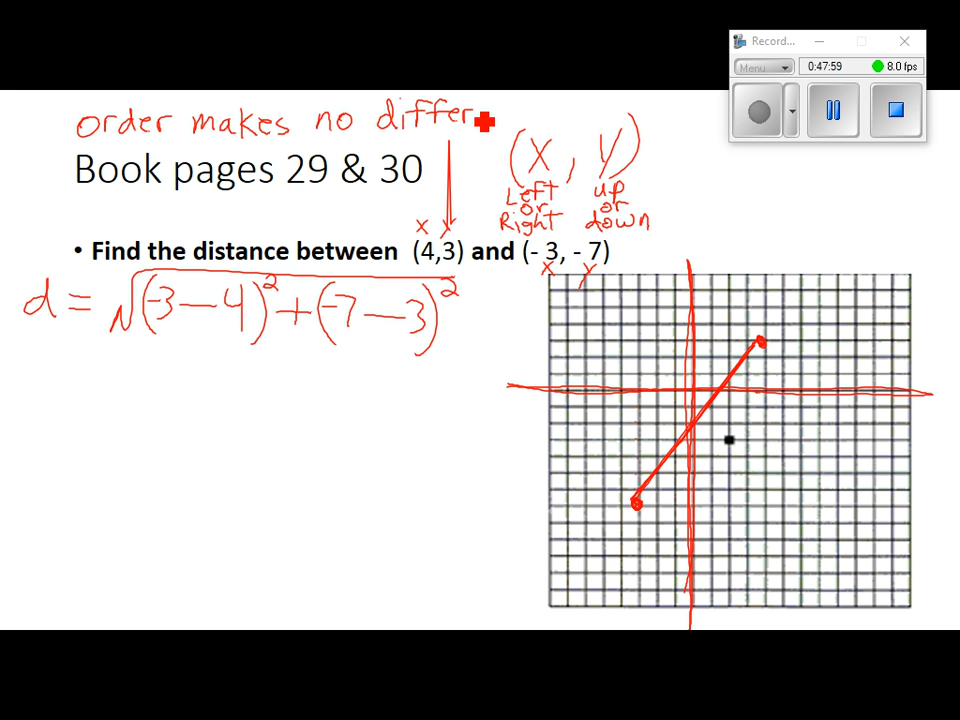 Record...
Menu
0:47:59
8.0 fps
order makes no differ
Book pages 29 & 30
(X, Y)
Left or Right
up or down
x y
• Find the distance between (4,3) and (- 3, - 7)
x y
d = √(-3 - 4)² + (-7 - 3)²